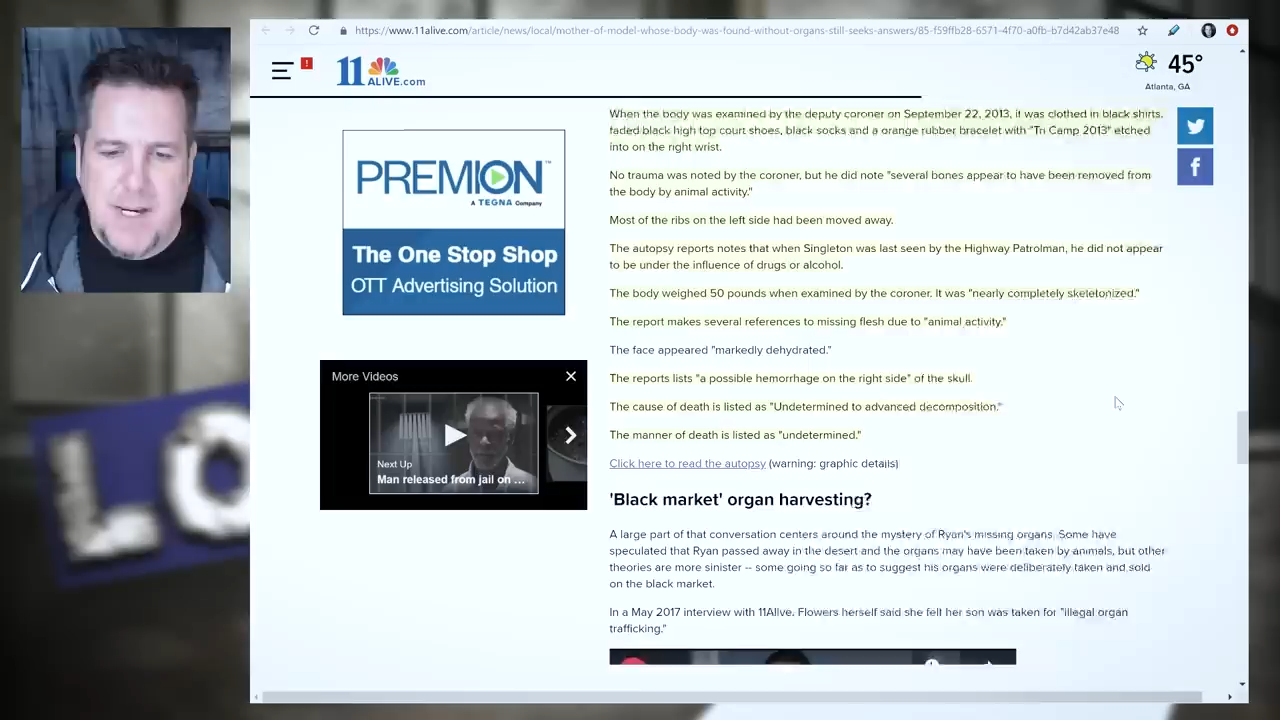 https://www.11alive.com/article/news/local/mother-of-model-whose-body-was-found-without-organs-still-seeks-answers/85-f59ffb28-6571-4f70-a0fb-b7d42ab37e48
!
11 ALIVE.com
45°
Atlanta, GA
When the body was examined by the deputy coroner on September 22, 2013, it was clothed in black shirts,
faded black high top court shoes, black socks and a orange rubber bracelet with "Tri Camp 2013" etched
into on the right wrist.
No trauma was noted by the coroner, but he did note "several bones appear to have been removed from
the body by animal activity."
Most of the ribs on the left side had been moved away.
The autopsy reports notes that when Singleton was last seen by the Highway Patrolman, he did not appear
to be under the influence of drugs or alcohol.
The body weighed 50 pounds when examined by the coroner. It was "nearly completely skeletonized."
The report makes several references to missing flesh due to "animal activity."
The face appeared "markedly dehydrated."
The reports lists "a possible hemorrhage on the right side" of the skull.
The cause of death is listed as "Undetermined to advanced decomposition."
The manner of death is listed as "undetermined."
Click here to read the autopsy (warning: graphic details)
'Black market' organ harvesting?
A large part of that conversation centers around the mystery of Ryan's missing organs. Some have
speculated that Ryan passed away in the desert and the organs may have been taken by animals, but other
theories are more sinister -- some going so far as to suggest his organs were deliberately taken and sold
on the black market.
In a May 2017 interview with 11Alive. Flowers herself said she felt her son was taken for "illegal organ
trafficking."
PREMION™
A TEGNA Company
The One Stop Shop
OTT Advertising Solution
More Videos
Next Up
Man released from jail on ...
LO